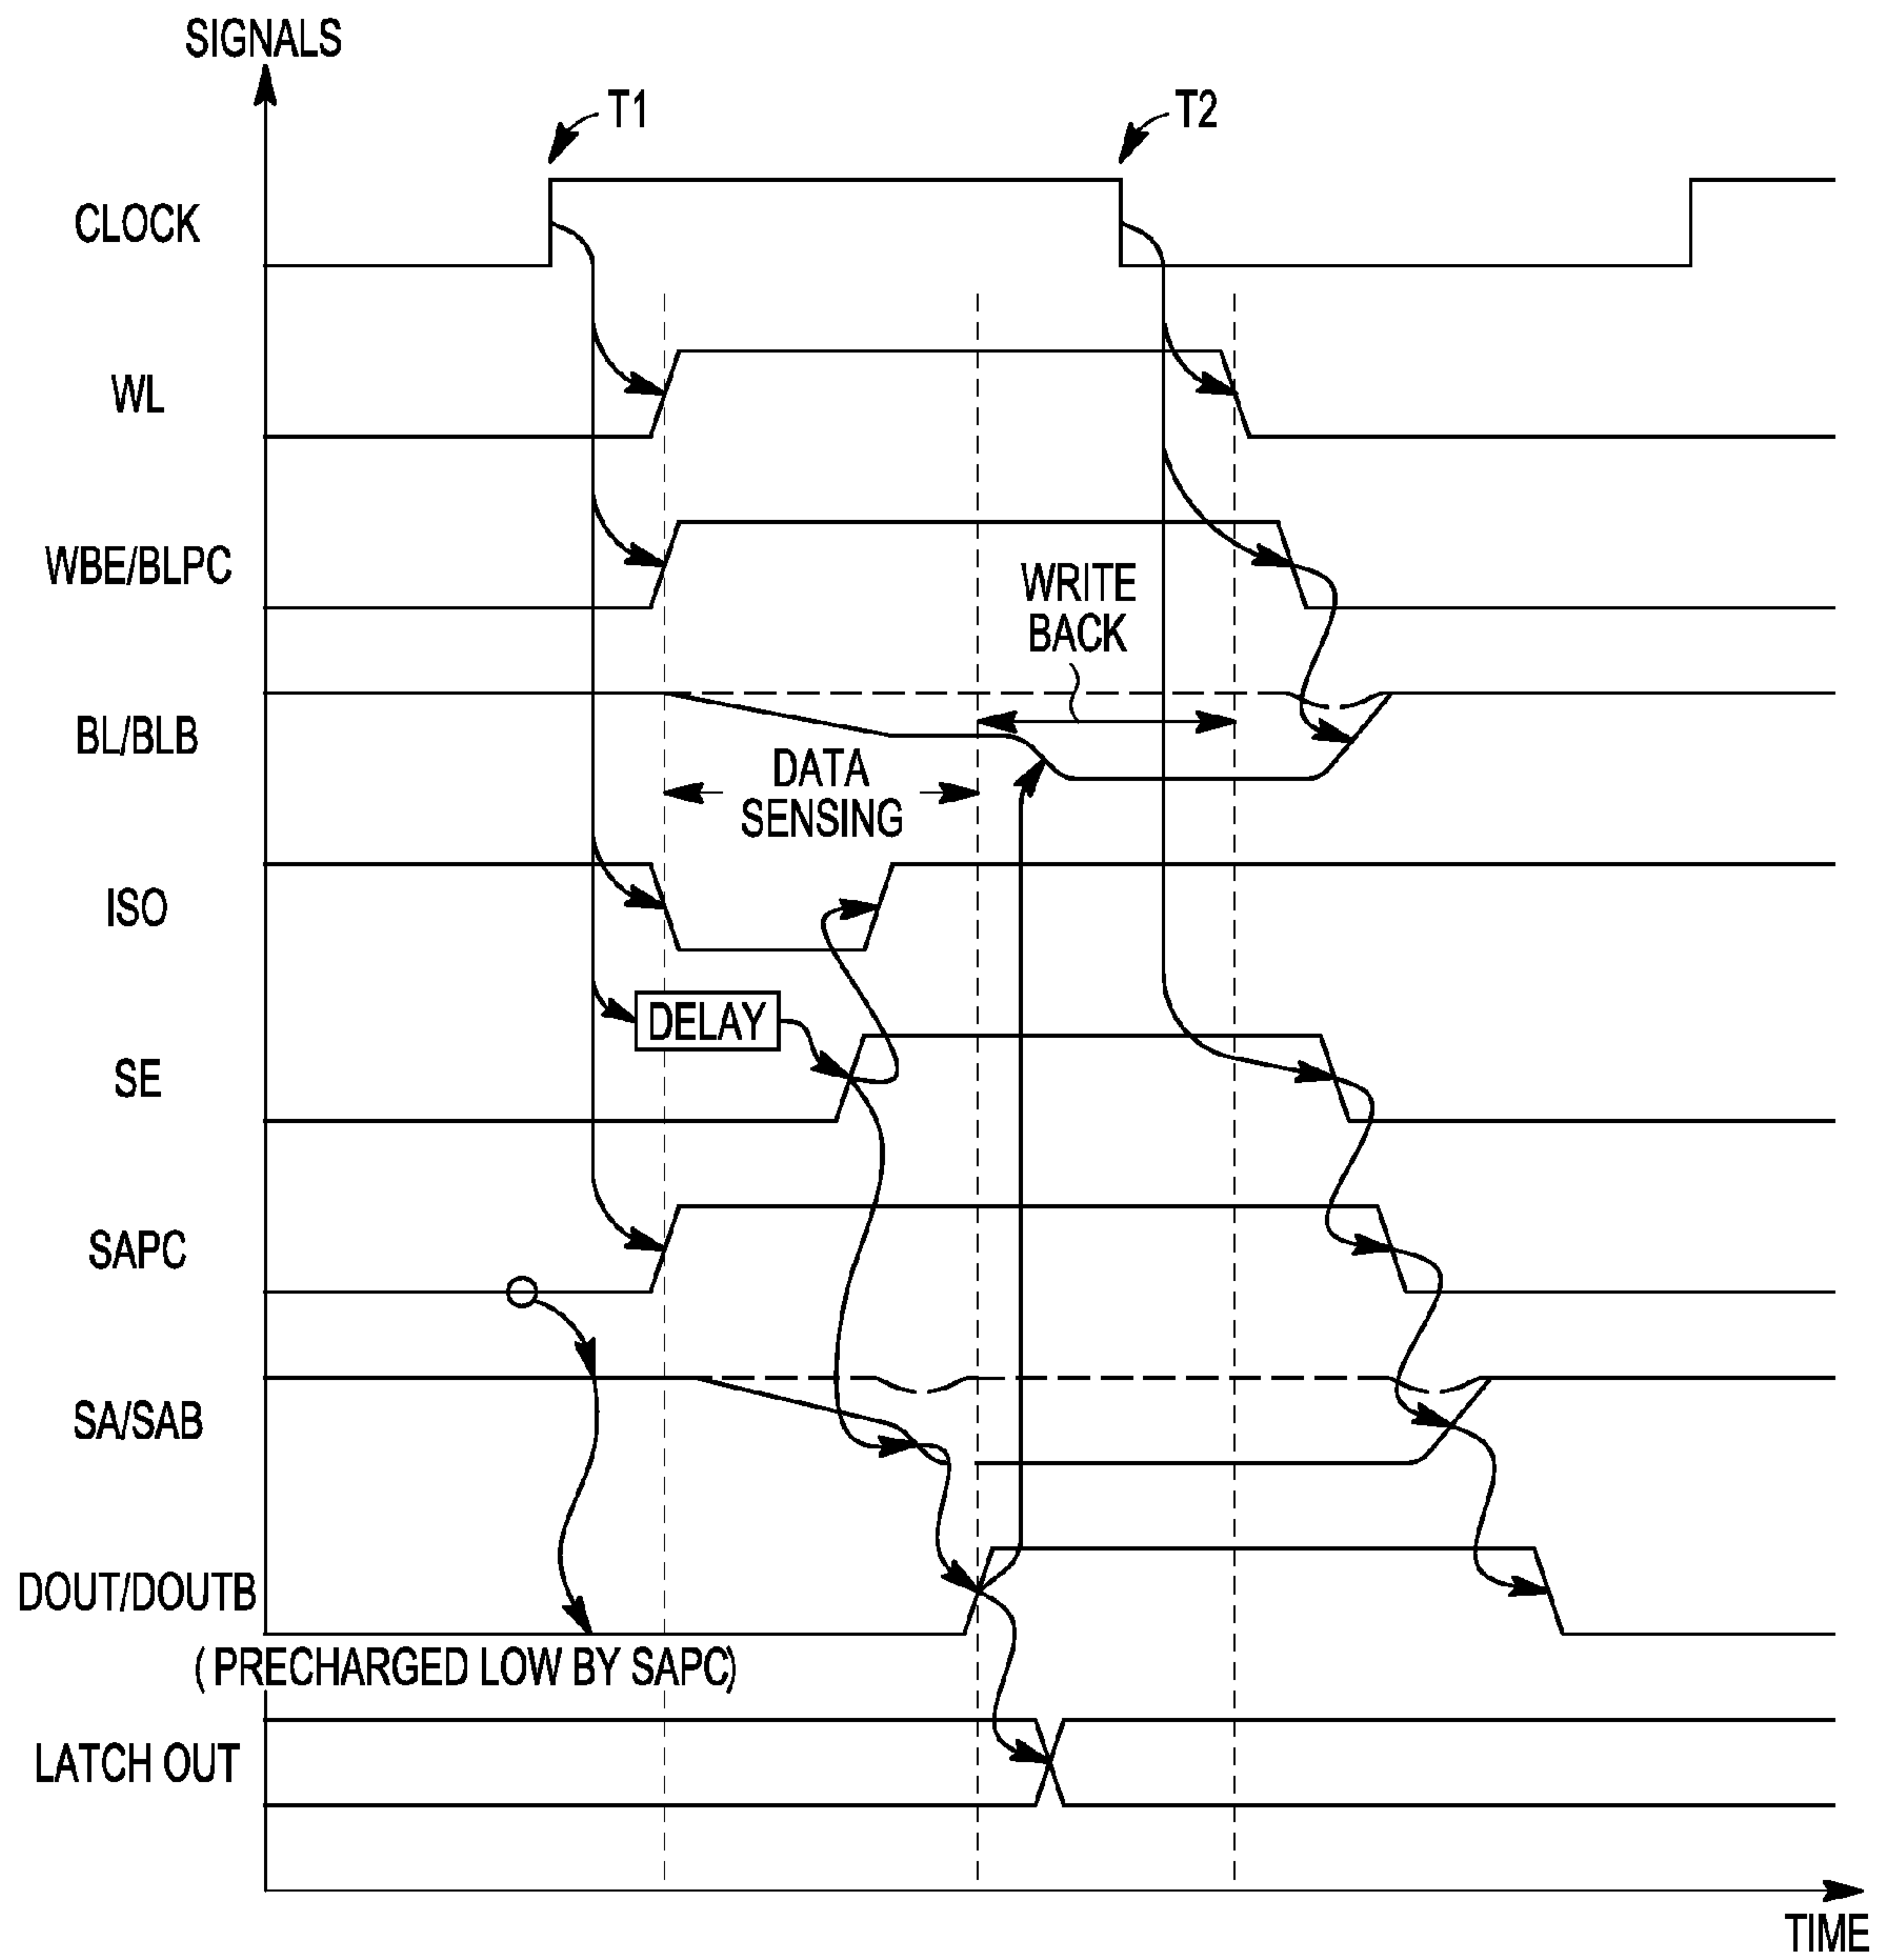 SIGNALS
T1
T2
CLOCK
WL
WBE/BLPC
WRITE
BACK
BL/BLB
DATA
SENSING
ISO
DELAY
SE
SAPC
SA/SAB
DOUT/DOUTB
(PRECHARGED LOW BY SAPC)
LATCH OUT
TIME